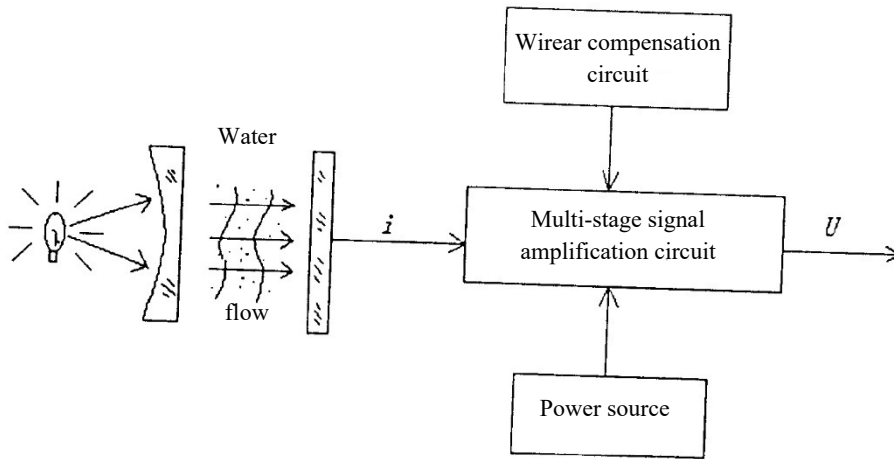 Wirear compensation
circuit
Water
flow
i
Multi-stage signal
amplification circuit
U
Power source